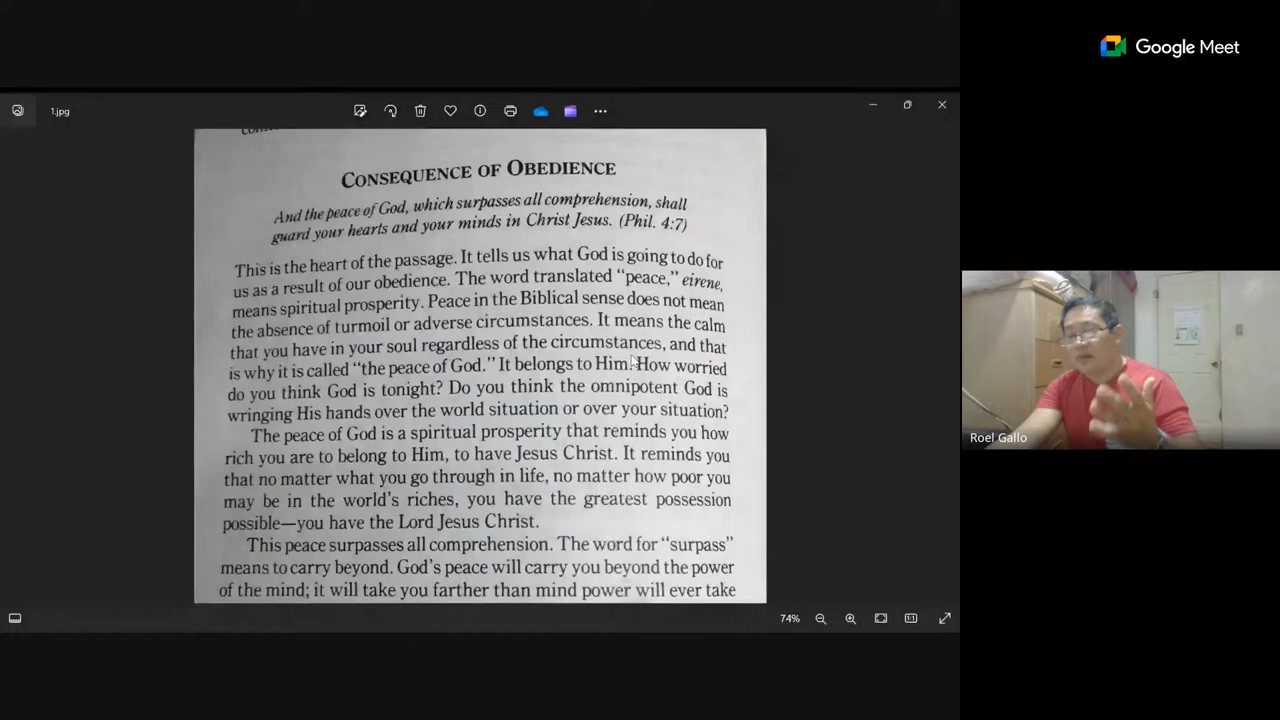 Google Meet
1.jpg
CONSEQUENCE OF OBEDIENCE
And the peace of God, which surpasses all comprehension, shall
guard your hearts and your minds in Christ Jesus. (Phil. 4:7)
This is the heart of the passage. It tells us what God is going to do for
us as a result of our obedience. The word translated “peace,” eirene,
means spiritual prosperity. Peace in the Biblical sense does not mean
the absence of turmoil or adverse circumstances. It means the calm
that you have in your soul regardless of the circumstances, and that
is why it is called “the peace of God.” It belongs to Him. How worried
do you think God is tonight? Do you think the omnipotent God is
wringing His hands over the world situation or over your situation?
The peace of God is a spiritual prosperity that reminds you how
rich you are to belong to Him, to have Jesus Christ. It reminds you
that no matter what you go through in life, no matter how poor you
may be in the world’s riches, you have the greatest possession
possible—you have the Lord Jesus Christ.
This peace surpasses all comprehension. The word for “surpass”
means to carry beyond. God’s peace will carry you beyond the power
of the mind; it will take you farther than mind power will ever take
74%
Roel Gallo